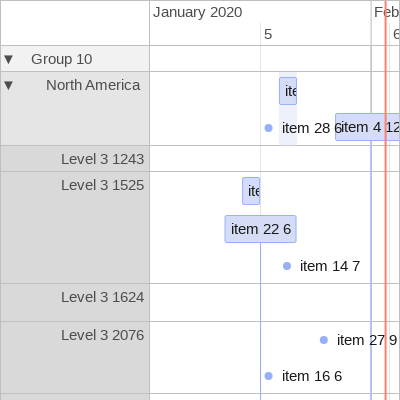 January 2020
Feb
5
6
▼ Group 10
▼ North America
ite
item 28 6
item 4 12
Level 3 1243
Level 3 1525
ite
item 22 6
item 14 7
Level 3 1624
Level 3 2076
item 27 9
item 16 6